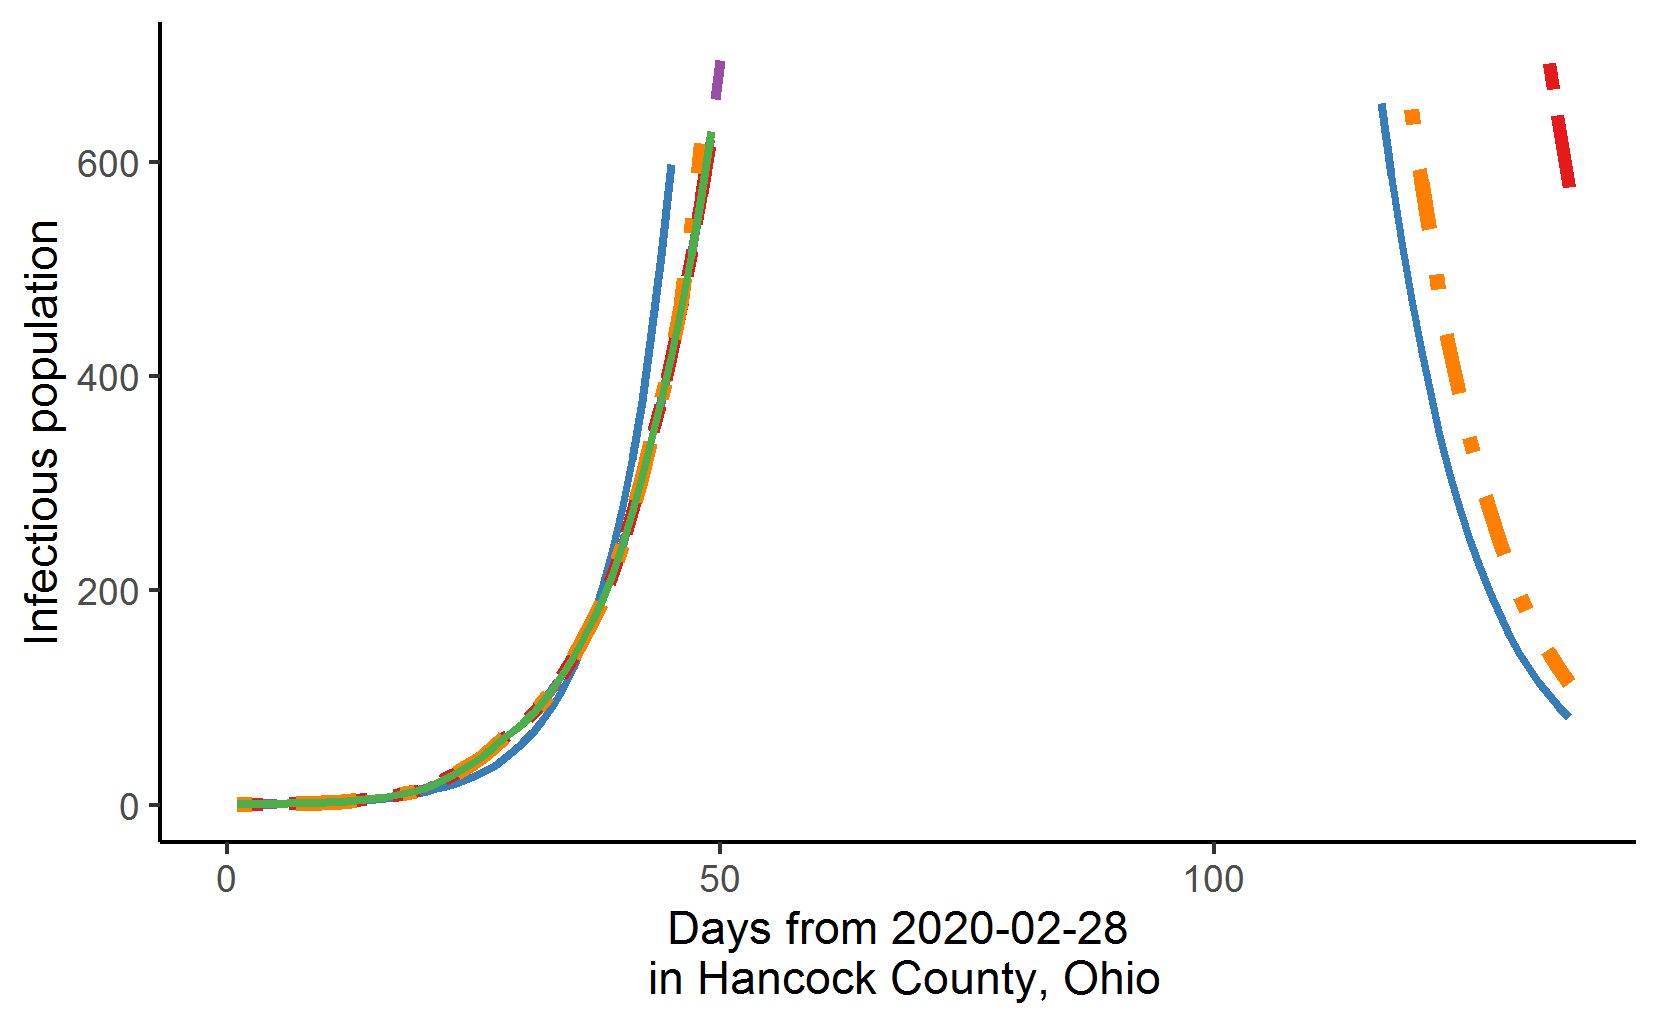 Infectious population
600
400
200
0
0 50 100
Days from 2020-02-28
in Hancock County, Ohio